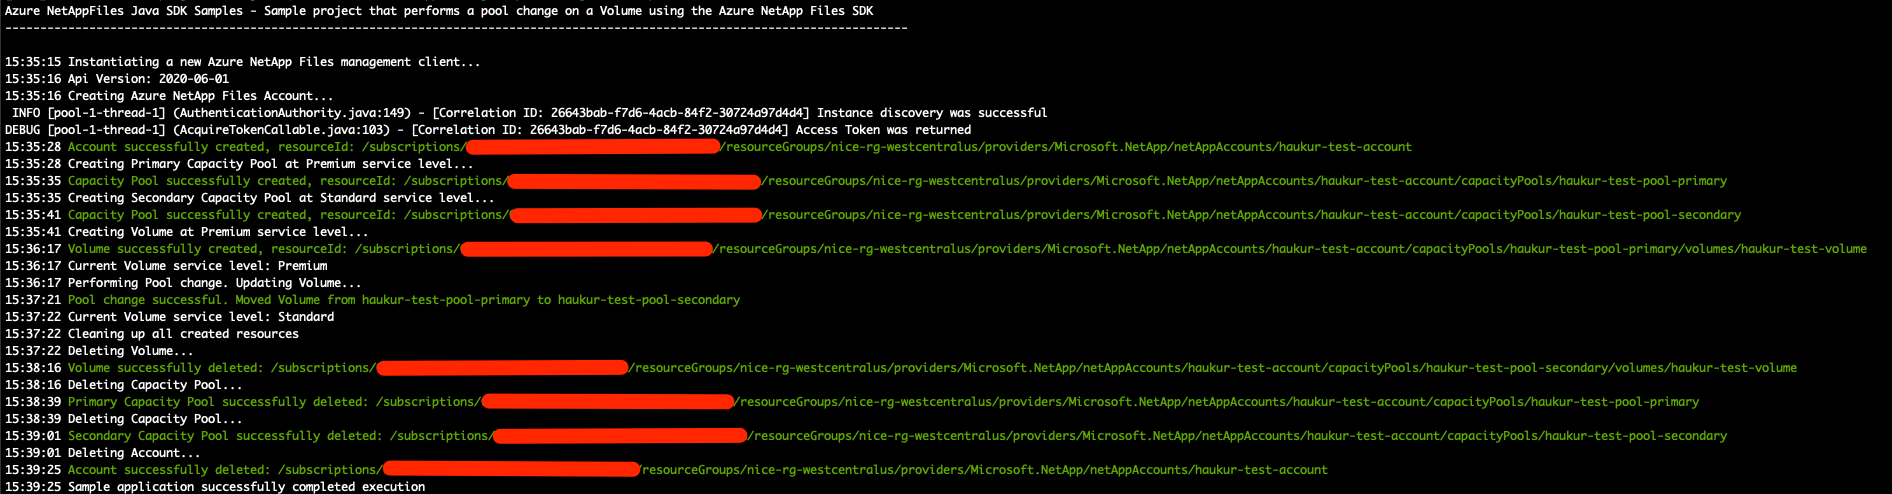 Azure NetAppFiles Java SDK Samples - Sample project that performs a pool change on a Volume using the Azure NetApp Files SDK
---------------------------------------------------------------------------------------------------------------------------------
15:35:15 Instantiating a new Azure NetApp Files management client...
15:35:16 Api Version: 2020-06-01
15:35:16 Creating Azure NetApp Files Account...
INFO [pool-1-thread-1] (AuthenticationAuthority.java:149) - [Correlation ID: 26643bab-f7d6-4acb-84f2-30724a97d4d4] Instance discovery was successful
DEBUG [pool-1-thread-1] (AcquireTokenCallable.java:103) - [Correlation ID: 26643bab-f7d6-4acb-84f2-30724a97d4d4] Access Token was returned
15:35:28 Account successfully created, resourceId: /subscriptions/ /resourceGroups/nice-rg-westcentralus/providers/Microsoft.NetApp/netAppAccounts/haukur-test-account
15:35:28 Creating Primary Capacity Pool at Premium service level...
15:35:35 Capacity Pool successfully created, resourceId: /subscriptions/ /resourceGroups/nice-rg-westcentralus/providers/Microsoft.NetApp/netAppAccounts/haukur-test-account/capacityPools/haukur-test-pool-primary
15:35:35 Creating Secondary Capacity Pool at Standard service level...
15:35:41 Capacity Pool successfully created, resourceId: /subscriptions/ /resourceGroups/nice-rg-westcentralus/providers/Microsoft.NetApp/netAppAccounts/haukur-test-account/capacityPools/haukur-test-pool-secondary
15:35:41 Creating Volume at Premium service level...
15:36:17 Volume successfully created, resourceId: /subscriptions/ /resourceGroups/nice-rg-westcentralus/providers/Microsoft.NetApp/netAppAccounts/haukur-test-account/capacityPools/haukur-test-pool-primary/volumes/haukur-test-volume
15:36:17 Current Volume service level: Premium
15:36:17 Performing Pool change. Updating Volume...
15:37:21 Pool change successful. Moved Volume from haukur-test-pool-primary to haukur-test-pool-secondary
15:37:22 Current Volume service level: Standard
15:37:22 Cleaning up all created resources
15:37:22 Deleting Volume...
15:38:16 Volume successfully deleted: /subscriptions/ /resourceGroups/nice-rg-westcentralus/providers/Microsoft.NetApp/netAppAccounts/haukur-test-account/capacityPools/haukur-test-pool-secondary/volumes/haukur-test-volume
15:38:16 Deleting Capacity Pool...
15:38:39 Primary Capacity Pool successfully deleted: /subscriptions/ /resourceGroups/nice-rg-westcentralus/providers/Microsoft.NetApp/netAppAccounts/haukur-test-account/capacityPools/haukur-test-pool-primary
15:38:39 Deleting Capacity Pool...
15:39:01 Secondary Capacity Pool successfully deleted: /subscriptions/ /resourceGroups/nice-rg-westcentralus/providers/Microsoft.NetApp/netAppAccounts/haukur-test-account/capacityPools/haukur-test-pool-secondary
15:39:01 Deleting Account...
15:39:25 Account successfully deleted: /subscriptions/ /resourceGroups/nice-rg-westcentralus/providers/Microsoft.NetApp/netAppAccounts/haukur-test-account
15:39:25 Sample application successfully completed execution